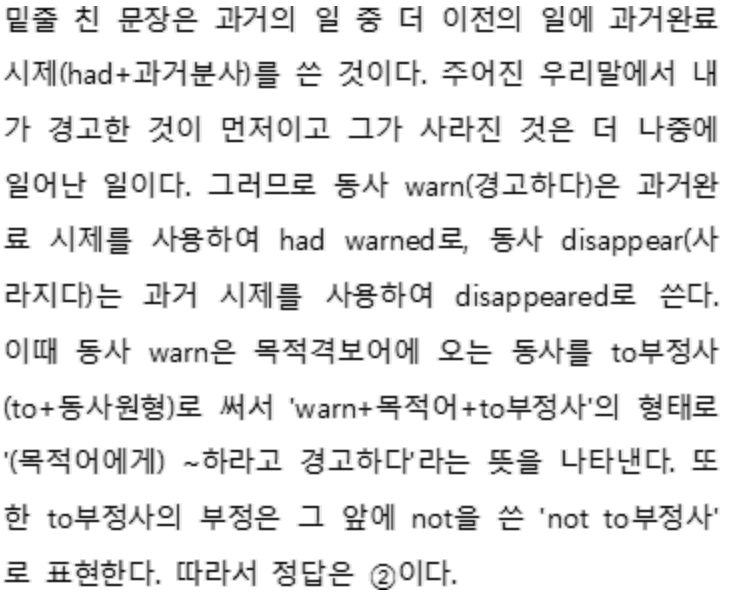 밑줄 친 문장은 과거의 일 중 더 이전의 일에 과거완료
시제(had+과거분사)를 쓴 것이다. 주어진 우리말에서 내
가 경고한 것이 먼저이고 그가 사라진 것은 더 나중에
일어난 일이다. 그러므로 동사 warn(경고하다)은 과거완
료 시제를 사용하여 had warned로, 동사 disappear(사
라지다)는 과거 시제를 사용하여 disappeared로 쓴다.
이때 동사 warn은 목적격보어에 오는 동사를 to부정사
(to+동사원형)로 써서 'warn+목적어+to부정사'의 형태로
'(목적어에게) ~하라고 경고하다'라는 뜻을 나타낸다. 또
한 to부정사의 부정은 그 앞에 not을 쓴 'not to부정사'
로 표현한다. 따라서 정답은 ②이다.